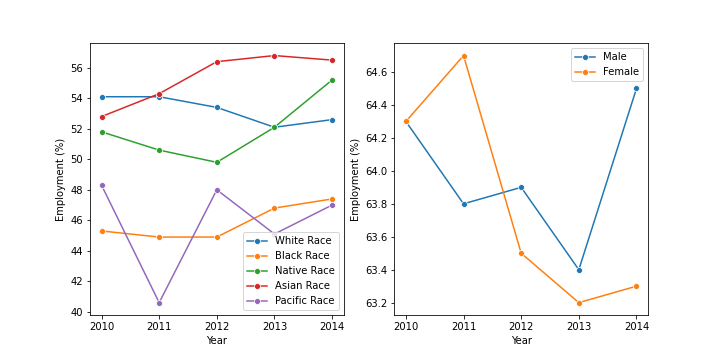 56
54
52
50
48
46
44
42
40
Employment (%)
2010 2011 2012 2013 2014
Year
White Race
Black Race
Native Race
Asian Race
Pacific Race
64.6
64.4
64.2
64.0
63.8
63.6
63.4
63.2
Employment (%)
2010 2011 2012 2013 2014
Year
Male
Female